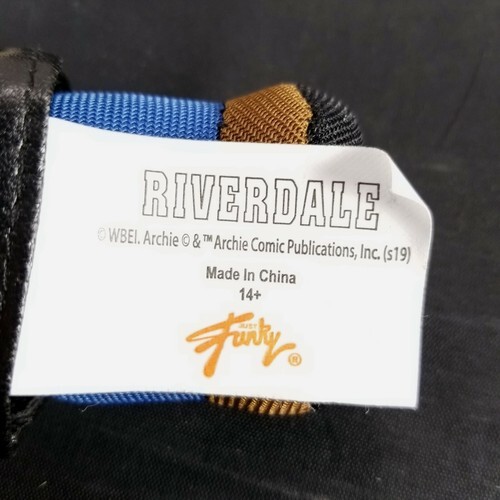 RIVERDALE
© WBEI. Archie © & ™ Archie Comic Publications, Inc. (s19)
Made In China
14+
JUST
Funky ®